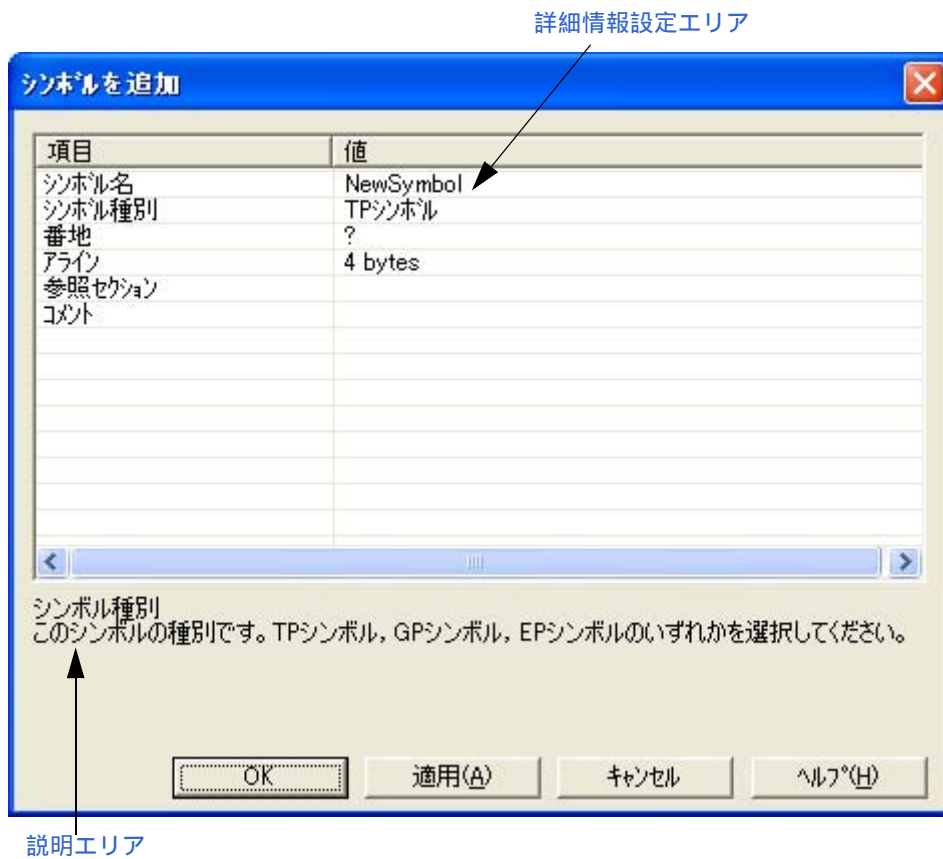 詳細情報設定エリア
ｼﾝﾎﾞﾙを追加
項目 値
ｼﾝﾎﾞﾙ名 NewSymbol
ｼﾝﾎﾞﾙ種別 TPｼﾝﾎﾞﾙ
番地 ?
ｱﾗｲﾝ 4 bytes
参照ｾｸｼｮﾝ
ｺﾒﾝﾄ
シンボル種別
このシンボルの種別です。TPシンボル，GPシンボル，EPシンボルのいずれかを選択してください。
OK 適用(A) ｷｬﾝｾﾙ ﾍﾙﾌﾟ(H)
説明エリア